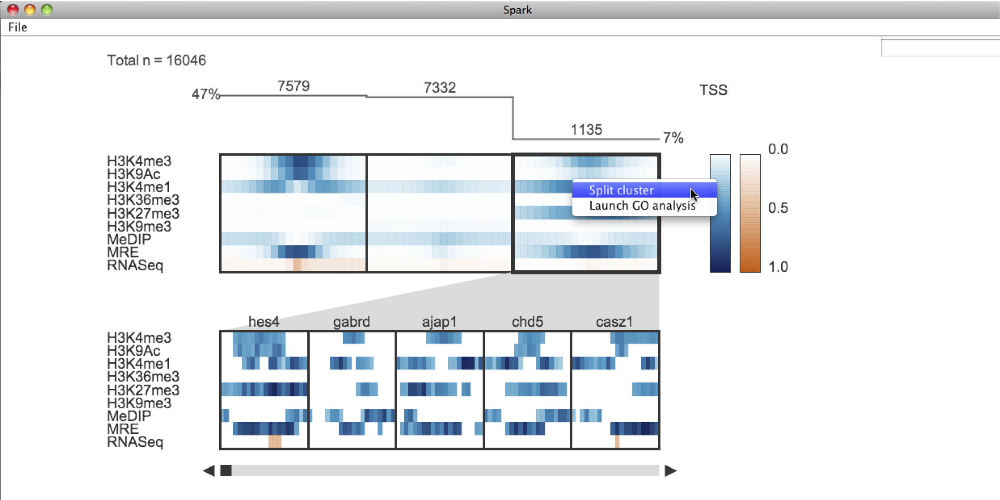 Spark
File
Total n = 16046
47% 7579 7332 1135 7%
TSS
H3K4me3
H3K9Ac
H3K4me1
H3K36me3
H3K27me3
H3K9me3
MeDIP
MRE
RNASeq
Split cluster
Launch GO analysis
0.0
0.5
1.0
hes4 gabrd ajap1 chd5 casz1
H3K4me3
H3K9Ac
H3K4me1
H3K36me3
H3K27me3
H3K9me3
MeDIP
MRE
RNASeq